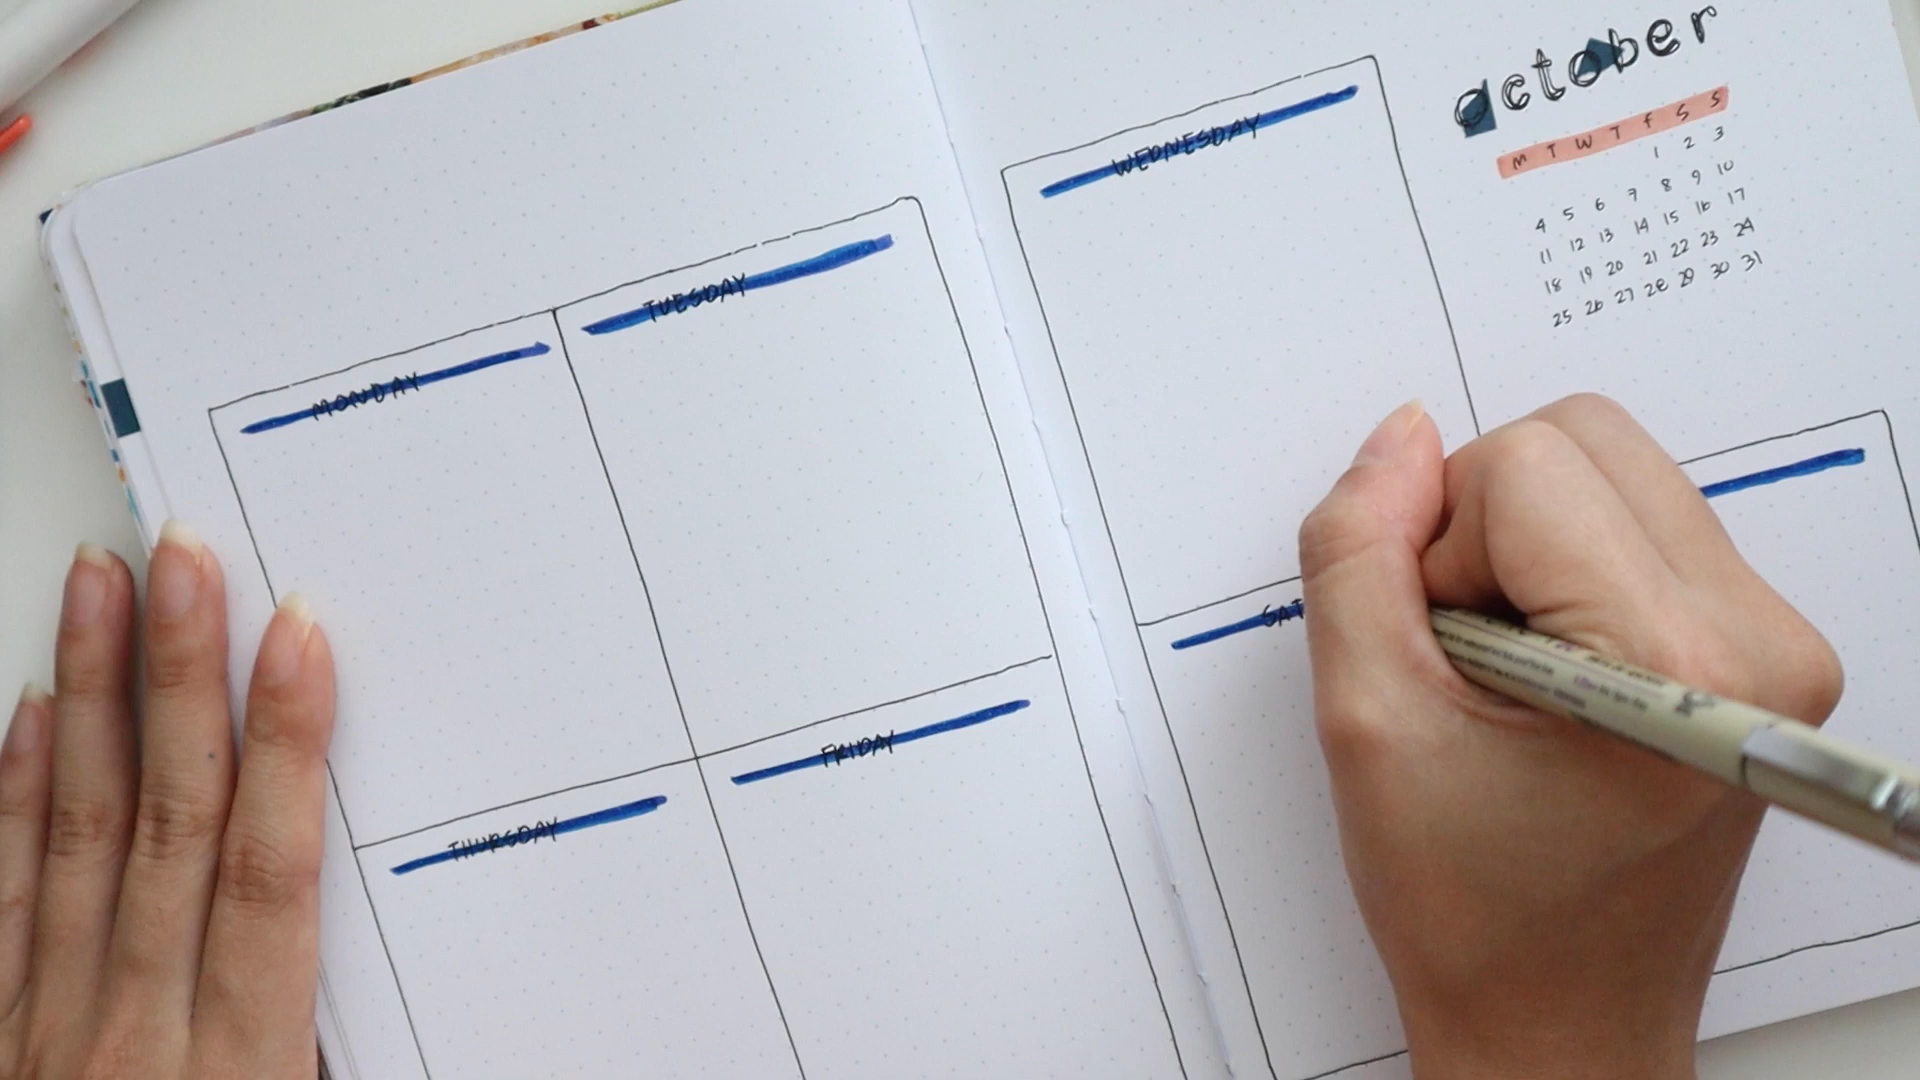 MONDAY
TUESDAY
WEDNESDAY
THURSDAY
FRIDAY
SAT
october
M T W T F S S
1 2 3
4 5 6 7 8 9 10
11 12 13 14 15 16 17
18 19 20 21 22 23 24
25 26 27 28 29 30 31